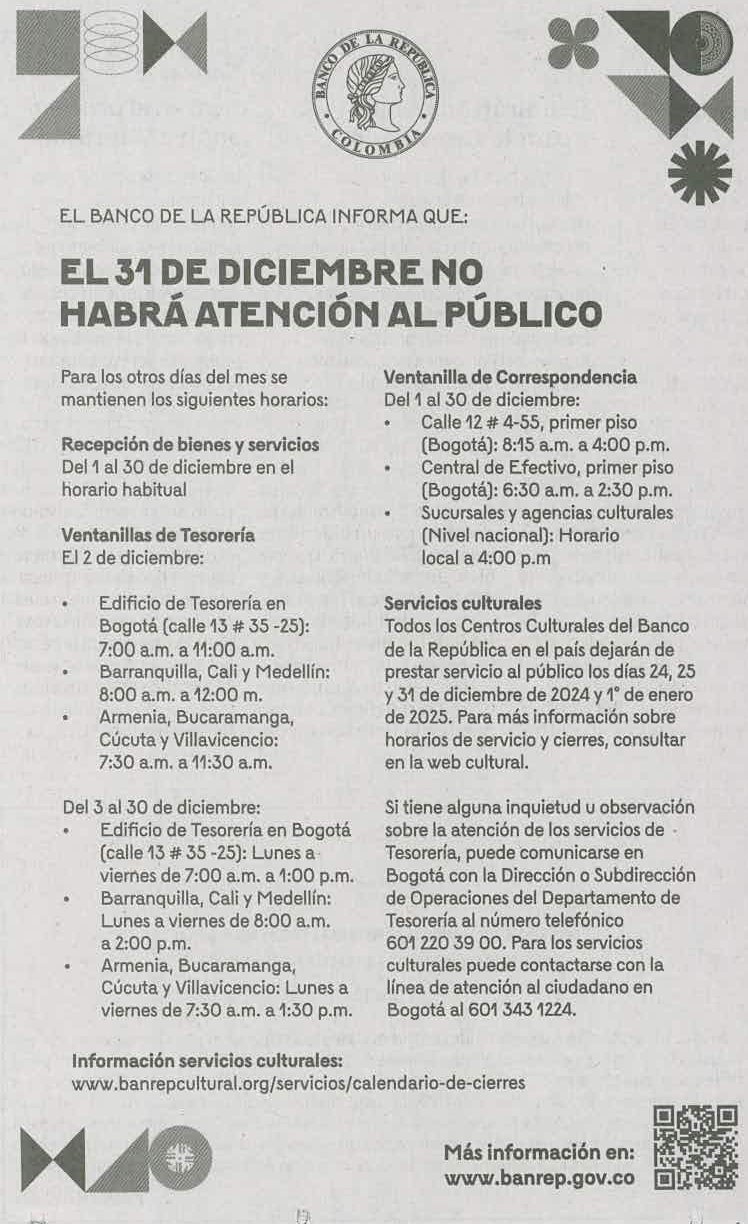 BANCO DE LA REPÚBLICA
COLOMBIA
EL BANCO DE LA REPÚBLICA INFORMA QUE:
EL 31 DE DICIEMBRE NO
HABRÁ ATENCIÓN AL PÚBLICO
Para los otros días del mes se
mantienen los siguientes horarios:
Recepción de bienes y servicios
Del 1 al 30 de diciembre en el
horario habitual
Ventanillas de Tesorería
El 2 de diciembre:
• Edificio de Tesorería en
Bogotá (calle 13 # 35 -25):
7:00 a.m. a 11:00 a.m.
• Barranquilla, Cali y Medellín:
8:00 a.m. a 12:00 m.
• Armenia, Bucaramanga,
Cúcuta y Villavicencio:
7:30 a.m. a 11:30 a.m.
Del 3 al 30 de diciembre:
• Edificio de Tesorería en Bogotá
(calle 13 # 35 -25): Lunes a
viernes de 7:00 a.m. a 1:00 p.m.
• Barranquilla, Cali y Medellín:
Lunes a viernes de 8:00 a.m.
a 2:00 p.m.
• Armenia, Bucaramanga,
Cúcuta y Villavicencio: Lunes a
viernes de 7:30 a.m. a 1:30 p.m.
Ventanilla de Correspondencia
Del 1 al 30 de diciembre:
• Calle 12 # 4-55, primer piso
(Bogotá): 8:15 a.m. a 4:00 p.m.
• Central de Efectivo, primer piso
(Bogotá): 6:30 a.m. a 2:30 p.m.
• Sucursales y agencias culturales
(Nivel nacional): Horario
local a 4:00 p.m
Servicios culturales
Todos los Centros Culturales del Banco
de la República en el país dejarán de
prestar servicio al público los días 24, 25
y 31 de diciembre de 2024 y 1° de enero
de 2025. Para más información sobre
horarios de servicio y cierres, consultar
en la web cultural.
Si tiene alguna inquietud u observación
sobre la atención de los servicios de
Tesorería, puede comunicarse en
Bogotá con la Dirección o Subdirección
de Operaciones del Departamento de
Tesorería al número telefónico
601 220 39 00. Para los servicios
culturales puede contactarse con la
línea de atención al ciudadano en
Bogotá al 601 343 1224.
Información servicios culturales:
www.banrepcultural.org/servicios/calendario-de-cierres
Más información en:
www.banrep.gov.co